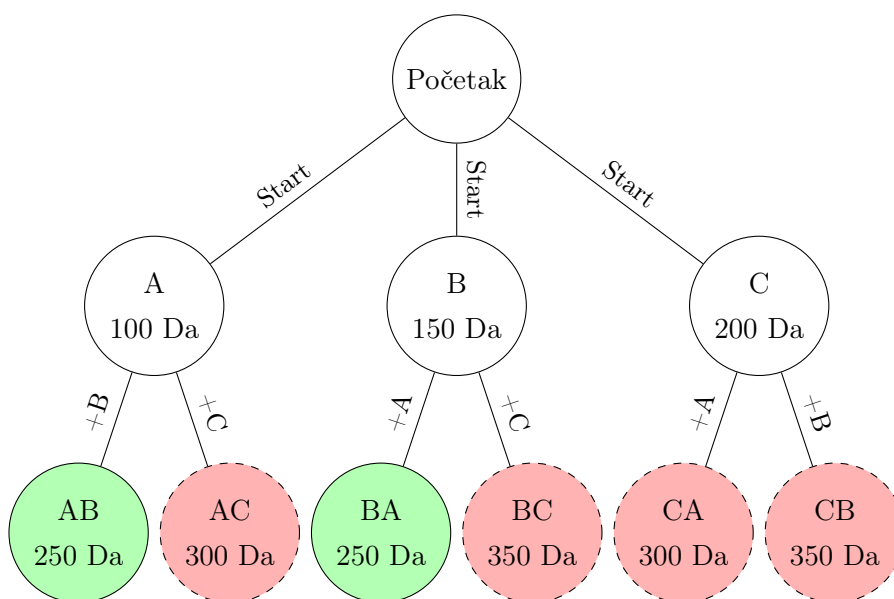 Početak
Start
Start
Start
A
100 Da
B
150 Da
C
200 Da
+B
+C
+A
+C
+A
+B
AB
250 Da
AC
300 Da
BA
250 Da
BC
350 Da
CA
300 Da
CB
350 Da